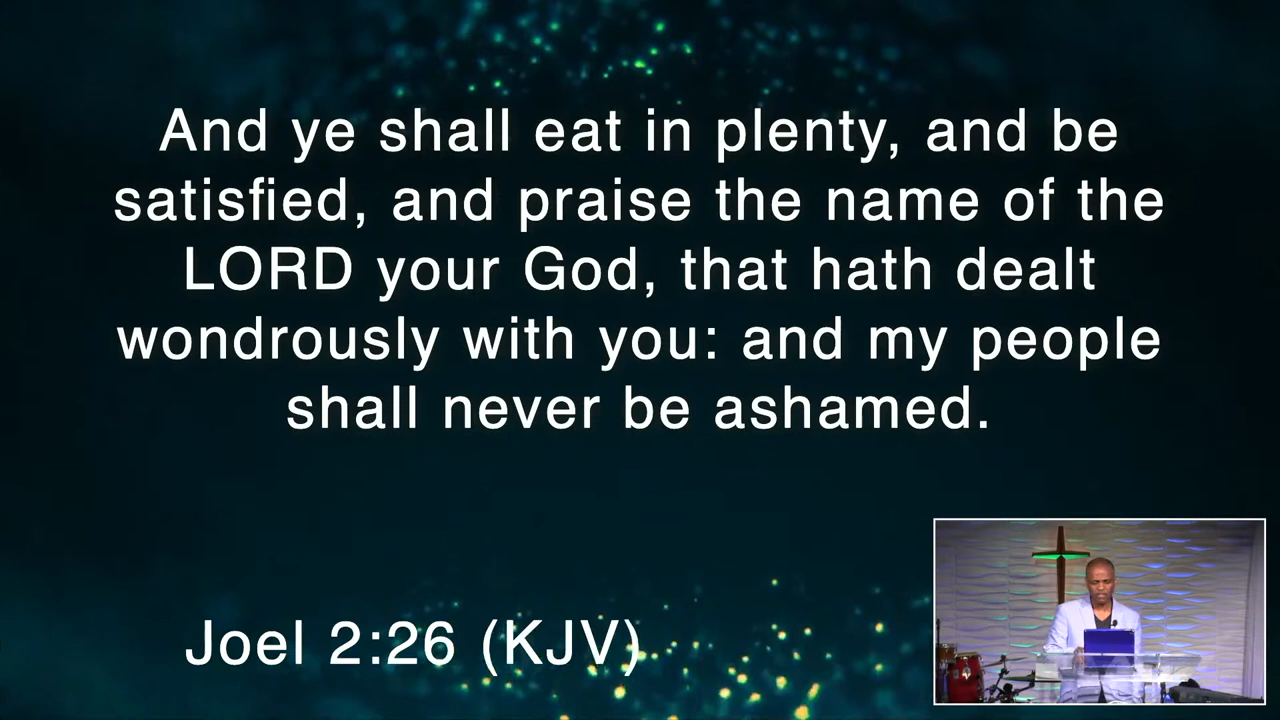 And ye shall eat in plenty, and be
satisfied, and praise the name of the
LORD your God, that hath dealt
wondrously with you: and my people
shall never be ashamed.
Joel 2:26 (KJV)